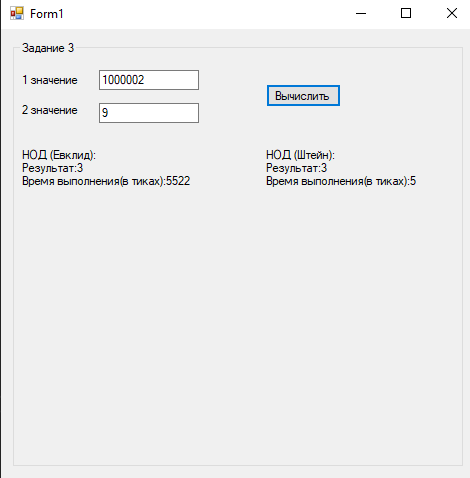 Form1
Задание 3
1 значение 1000002
Вычислить
2 значение 9
НОД (Евклид):
Результат:3
Время выполнения(в тиках):5522
НОД (Штейн):
Результат:3
Время выполнения(в тиках):5